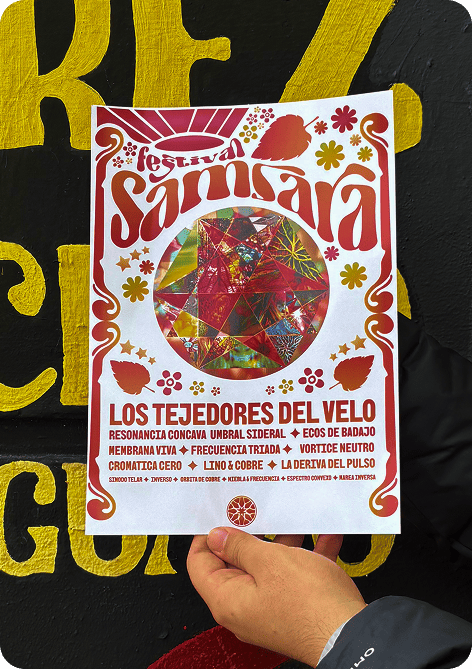 festival
Samsārā
LOS TEJEDORES DEL VELO
RESONANCIA CONCAVA UMBRAL SIDERAL ✦ ECOS DE BADAJO
MEMBRANA VIVA ✦ FRECUENCIA TRIADA ✦ VORTICE NEUTRO
CROMATICA CERO ✦ LINO & COBRE ✦ LA DERIVA DEL PULSO
SINODO TELAR ✦ INVERSO ✦ ORBITA DE COBRE ✦ NIEBLA & FRECUENCIA ✦ ESPECTRO CONVEXO ✦ MAREA INVERSA